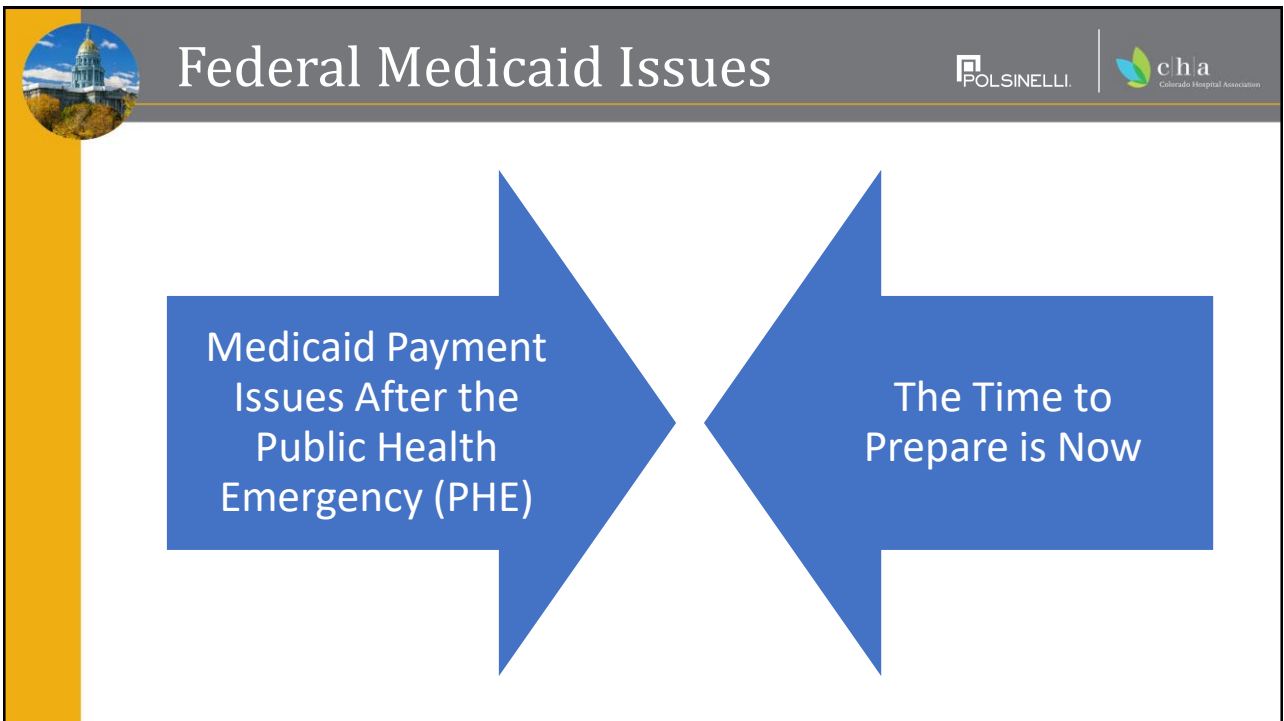 Federal Medicaid Issues
POLSINELLI.
c|h|a
Colorado Hospital Association
Medicaid Payment
Issues After the
Public Health
Emergency (PHE)
The Time to
Prepare is Now